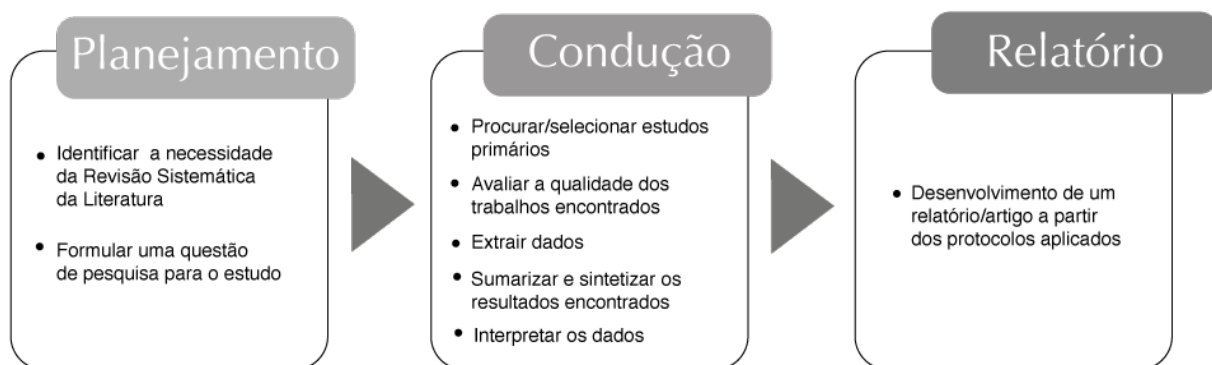 Planejamento
• Identificar a necessidade
da Revisão Sistemática
da Literatura
• Formular uma questão
de pesquisa para o estudo
Condução
• Procurar/selecionar estudos
primários
• Avaliar a qualidade dos
trabalhos encontrados
• Extrair dados
• Sumarizar e sintetizar os
resultados encontrados
• Interpretar os dados
Relatório
• Desenvolvimento de um
relatório/artigo a partir
dos protocolos aplicados